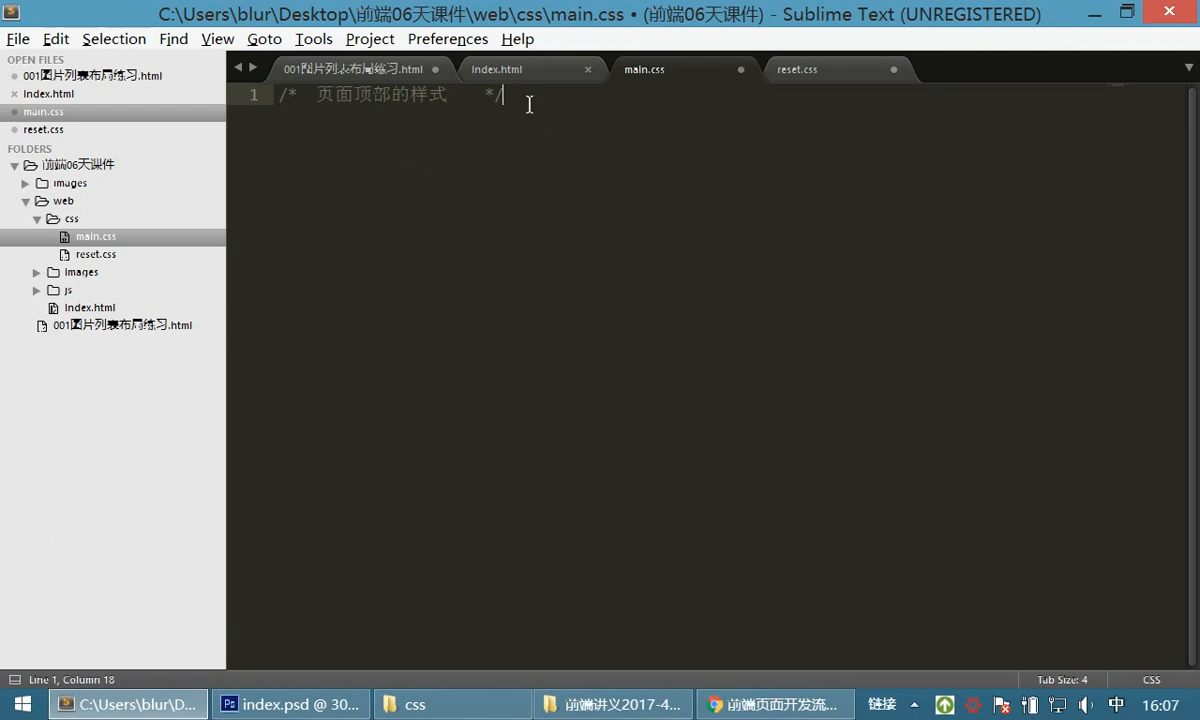 C:\Users\blur\Desktop\前端06天课件\web\css\main.css • (前端06天课件) - Sublime Text (UNREGISTERED)
File Edit Selection Find View Goto Tools Project Preferences Help
OPEN FILES
001图片列表布局练习.html
index.html
main.css
reset.css
FOLDERS
前端06天课件
images
web
css
main.css
reset.css
images
js
index.html
001图片列表布局练习.html
001图片列表布局练习.html index.html main.css reset.css
1 /* 页面顶部的样式 */
Line 1, Column 18 Tab Size: 4 CSS
C:\Users\blur\D... index.psd @ 30... css 前端讲义2017-4... 前端页面开发流... 链接 中 16:07